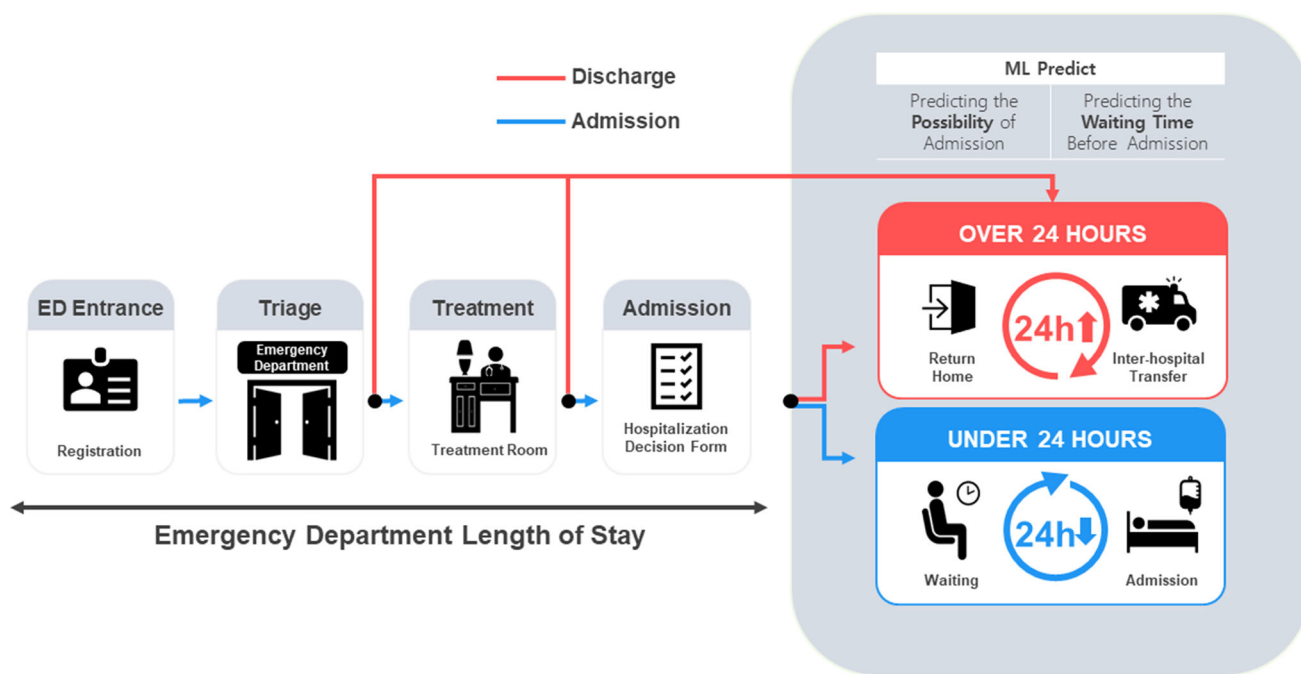 Discharge
Admission
ML Predict
Predicting the
Possibility of
Admission
Predicting the
Waiting Time
Before Admission
ED Entrance
Registration
Triage
Emergency
Department
Treatment
Treatment Room
Admission
Hospitalization
Decision Form
Emergency Department Length of Stay
OVER 24 HOURS
Return
Home
24h
Inter-hospital
Transfer
UNDER 24 HOURS
Waiting
24h
Admission